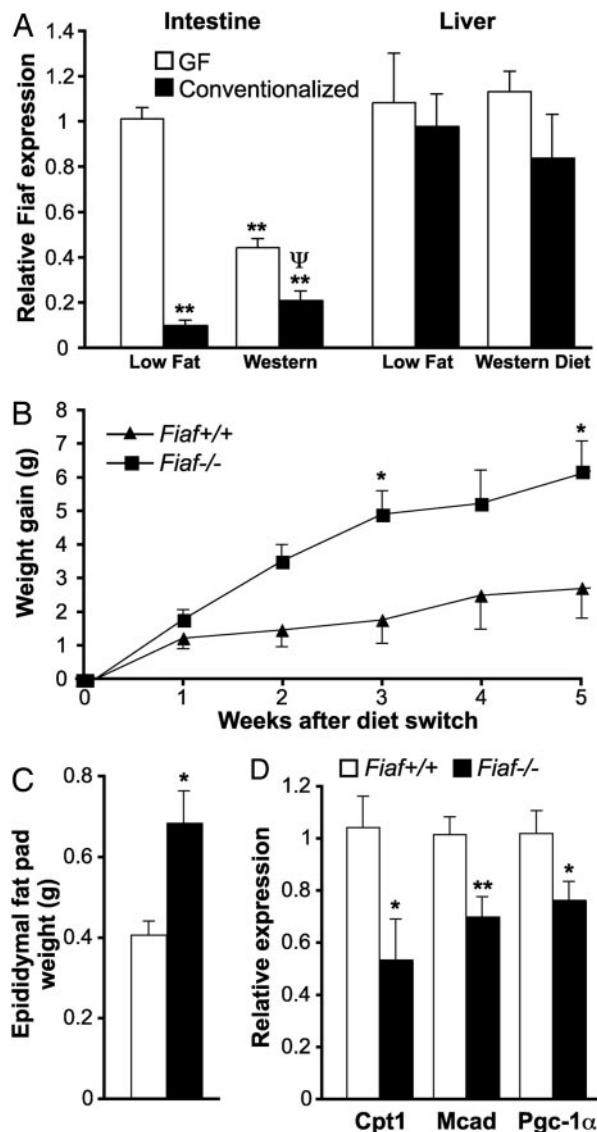 A
Intestine
Liver
GF
Conventionalized
Relative Fiaf expression
1.4
1.2
1
0.8
0.6
0.4
0.2
0
**
**
Ψ
**
Low Fat
Western
Low Fat
Western Diet
B
Fiaf+/+
Fiaf-/-
Weight gain (g)
8
7
6
5
4
3
2
1
0
*
*
0 1 2 3 4 5
Weeks after diet switch
C
Epididymal fat pad
weight (g)
0.8
0.6
0.4
0.2
0
*
D
Fiaf+/+
Fiaf-/-
Relative expression
1.2
1
0.8
0.6
0.4
0.2
0
*
**
*
Cpt1
Mcad
Pgc-1α